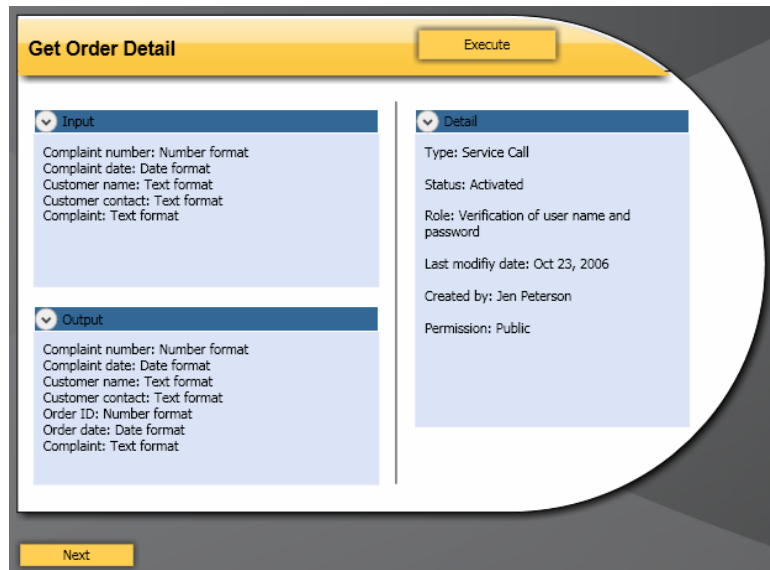 Get Order Detail
Execute
Input
Complaint number: Number format
Complaint date: Date format
Customer name: Text format
Customer contact: Text format
Complaint: Text format
Output
Complaint number: Number format
Complaint date: Date format
Customer name: Text format
Customer contact: Text format
Order ID: Number format
Order date: Date format
Complaint: Text format
Detail
Type: Service Call
Status: Activated
Role: Verification of user name and
password
Last modifiy date: Oct 23, 2006
Created by: Jen Peterson
Permission: Public
Next